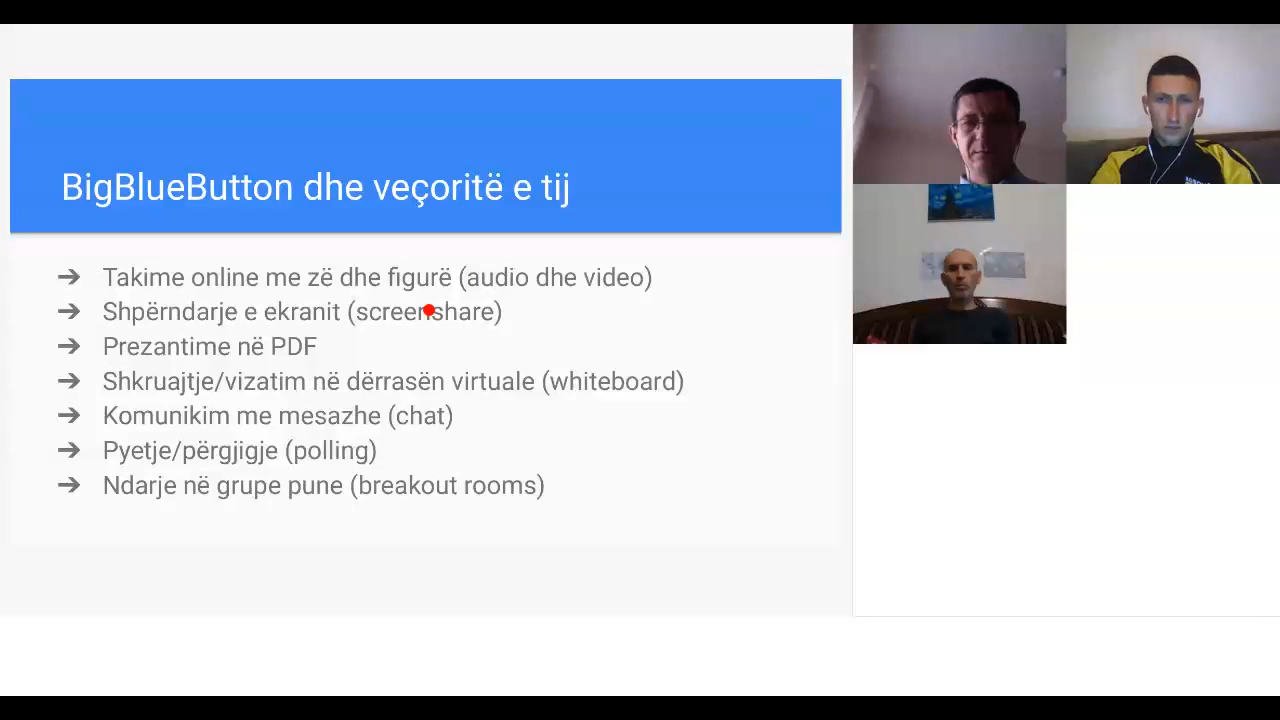 BigBlueButton dhe veçoritë e tij
➔ Takime online me zë dhe figurë (audio dhe video)
➔ Shpërndarje e ekranit (screenshare)
➔ Prezantime në PDF
➔ Shkruajtje/vizatim në dërrasën virtuale (whiteboard)
➔ Komunikim me mesazhe (chat)
➔ Pyetje/përgjigje (polling)
➔ Ndarje në grupe pune (breakout rooms)